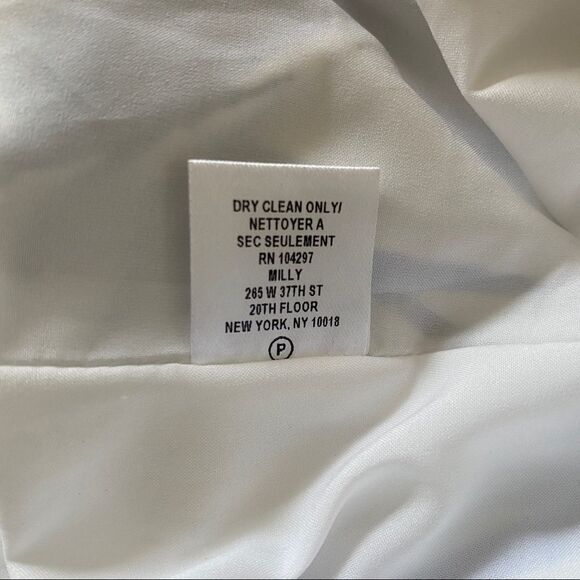 DRY CLEAN ONLY/
NETTOYER A
SEC SEULEMENT
RN 104297
MILLY
265 W 37TH ST
20TH FLOOR
NEW YORK, NY 10018
P